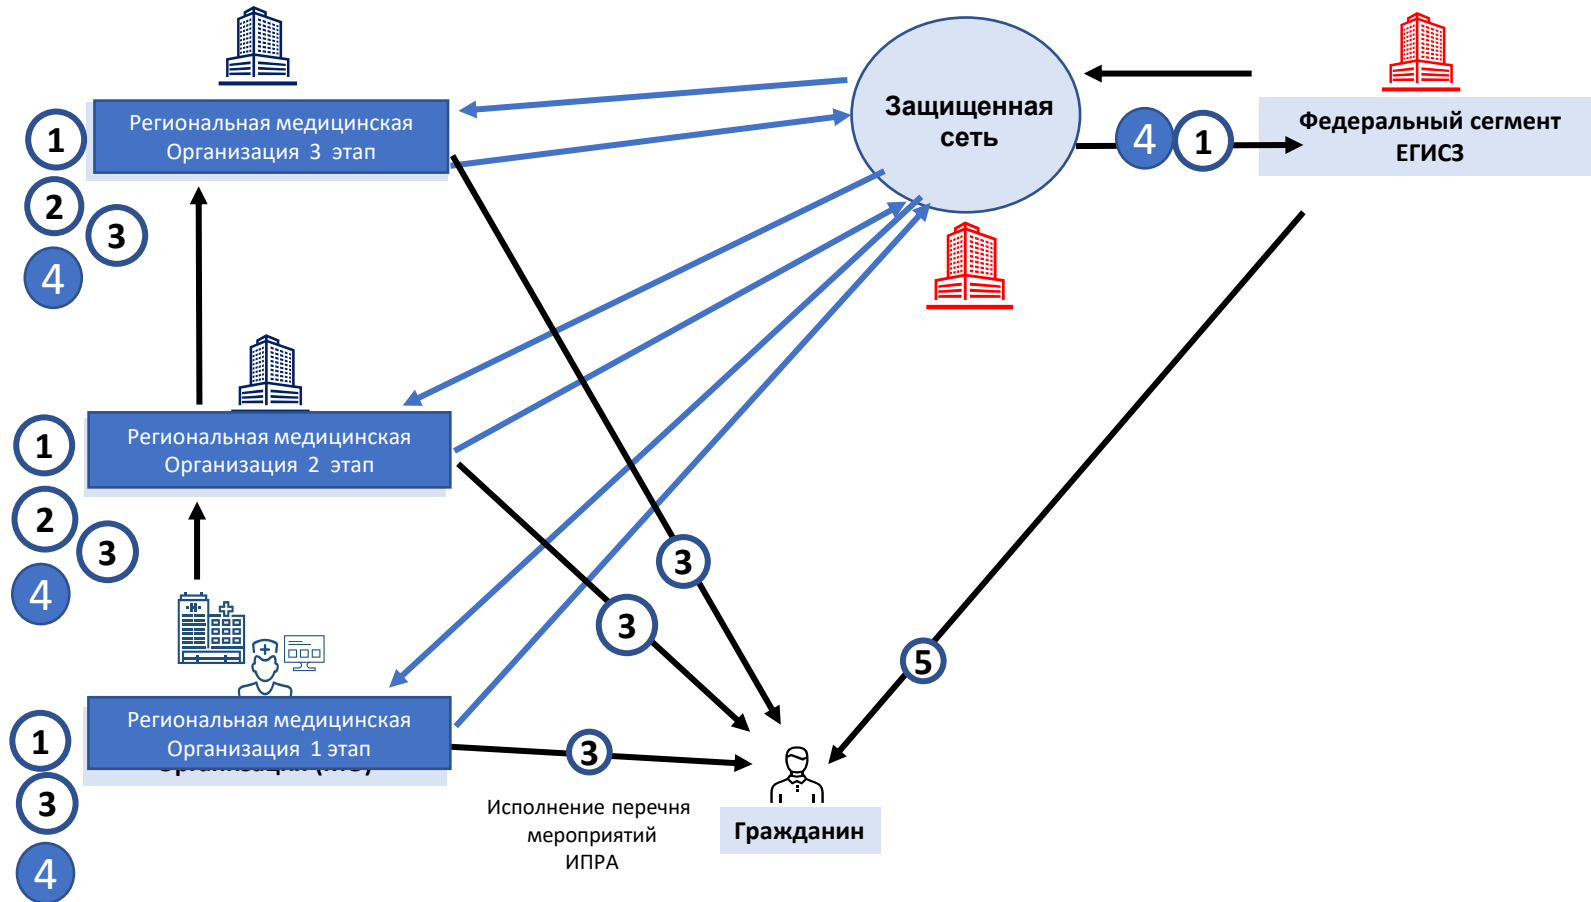 Региональная медицинская
Организация 3 этап
1
2
3
4
Защищенная
сеть
4
1
Федеральный сегмент
ЕГИСЗ
Региональная медицинская
Организация 2 этап
1
2
3
4
3
3
5
Региональная медицинская
Организация 1 этап
1
3
4
3
Исполнение перечня
мероприятий
ИПРА
Гражданин